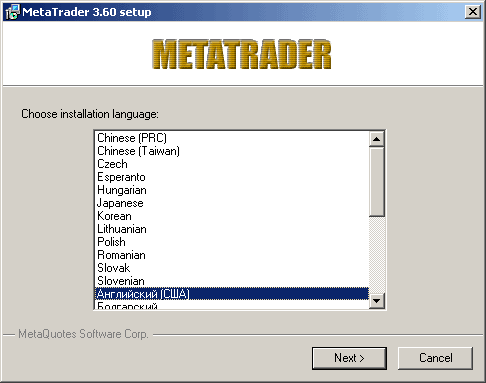 MetaTrader 3.60 setup
METATRADER
Choose installation language:
Chinese (PRC)
Chinese (Taiwan)
Czech
Esperanto
Hungarian
Japanese
Korean
Lithuanian
Polish
Romanian
Slovak
Slovenian
Английский (США)
Болгарский
MetaQuotes Software Corp.
Next >
Cancel